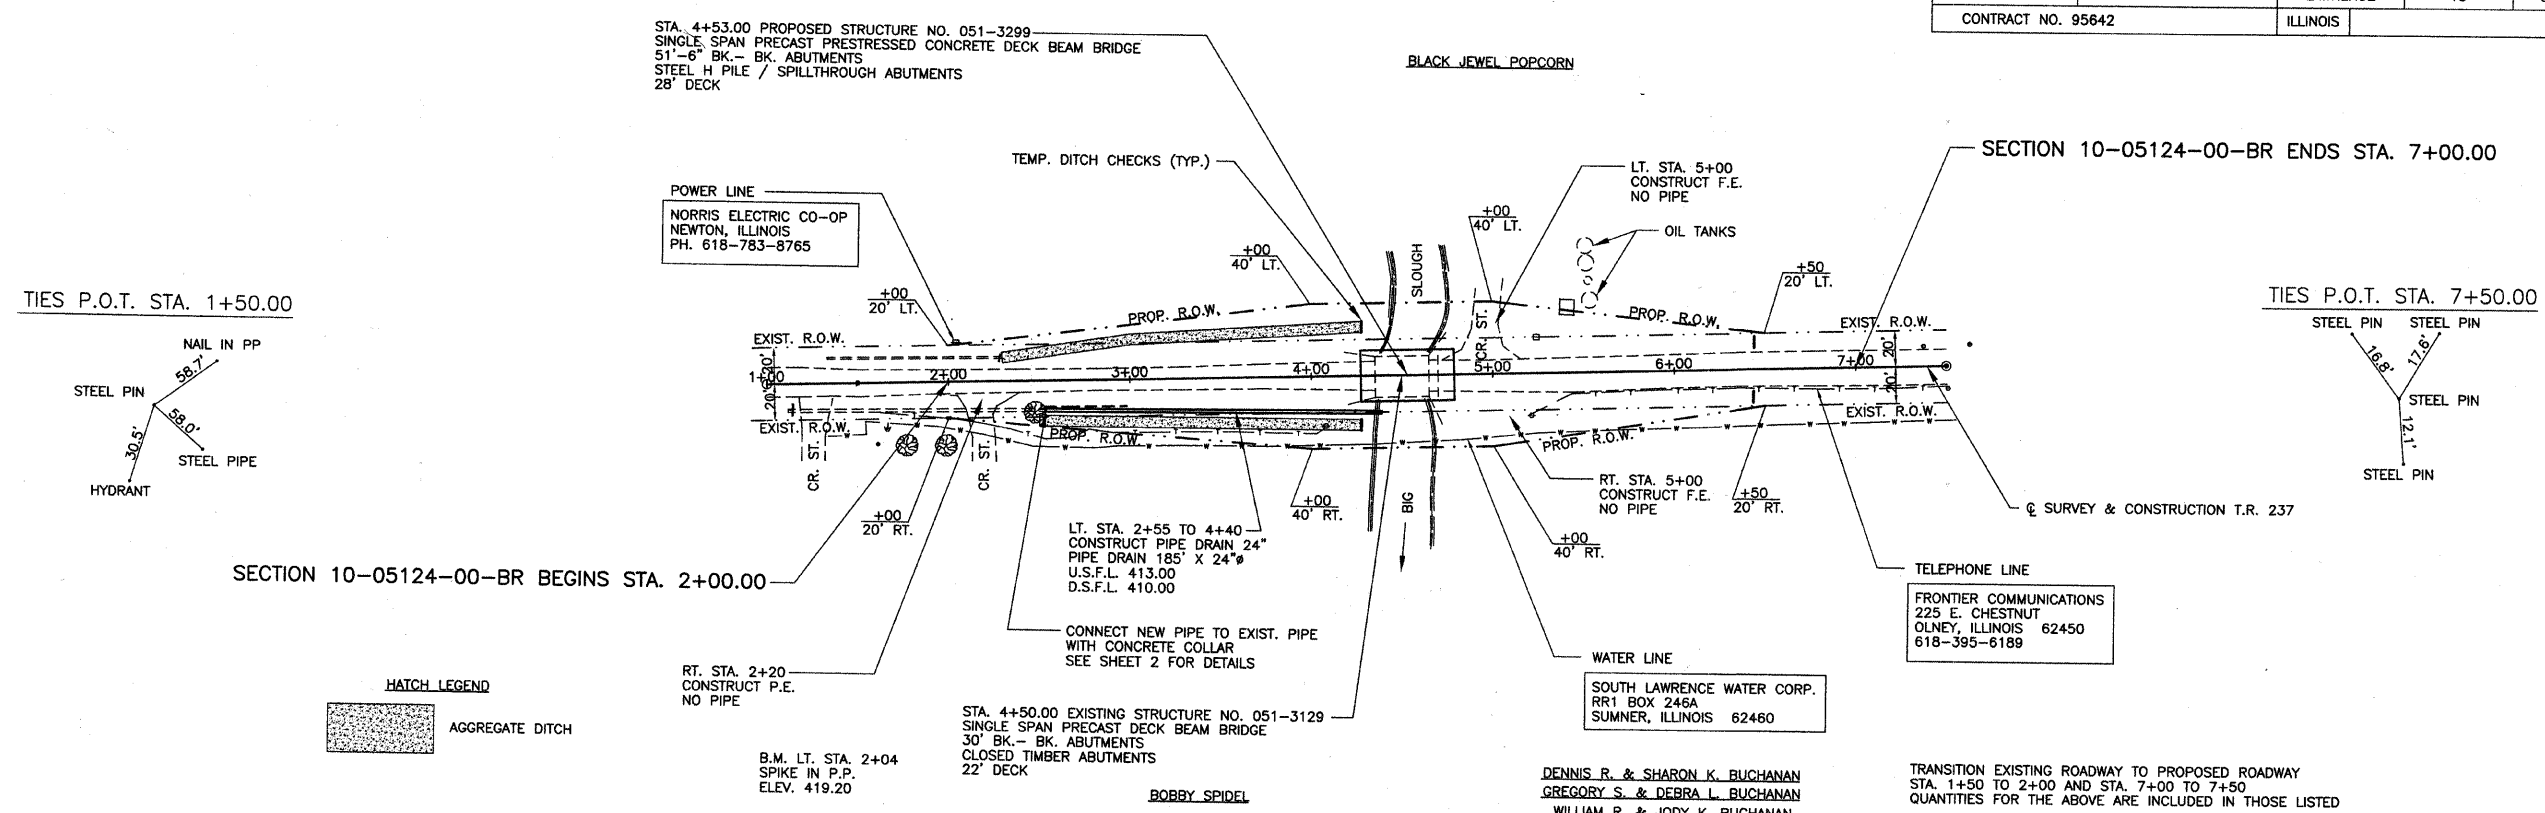 CONTRACT NO. 95642
ILLINOIS
STA. 4+53.00 PROPOSED STRUCTURE NO. 051-3299
SINGLE SPAN PRECAST PRESTRESSED CONCRETE DECK BEAM BRIDGE
51'-6" BK.- BK. ABUTMENTS
STEEL H PILE / SPILLTHROUGH ABUTMENTS
28' DECK
BLACK JEWEL POPCORN
TEMP. DITCH CHECKS (TYP.)
SECTION 10-05124-00-BR ENDS STA. 7+00.00
LT. STA. 5+00
CONSTRUCT F.E.
NO PIPE
POWER LINE
NORRIS ELECTRIC CO-OP
NEWTON, ILLINOIS
PH. 618-783-8765
OIL TANKS
+00
40' LT.
+00
40' LT.
+50
20' LT.
+00
20' LT.
SLOUGH
TIES P.O.T. STA. 1+50.00
NAIL IN PP
58.7'
STEEL PIN
58.0'
30.5'
STEEL PIPE
HYDRANT
TIES P.O.T. STA. 7+50.00
STEEL PIN
STEEL PIN
16.8'
17.6'
STEEL PIN
12.1'
STEEL PIN
PROP. R.O.W.
PROP. R.O.W.
EXIST. R.O.W.
EXIST. R.O.W.
CR. ST.
20'
20'
1+00
2+00
3+00
4+00
5+00
6+00
7+00
20'
20'
EXIST. R.O.W.
EXIST. R.O.W.
PROP. R.O.W.
PROP. R.O.W.
CR. ST.
CR. ST.
BIG
+00
20' RT.
+00
40' RT.
+00
40' RT.
+50
20' RT.
RT. STA. 5+00
CONSTRUCT F.E.
NO PIPE
℄ SURVEY & CONSTRUCTION T.R. 237
LT. STA. 2+55 TO 4+40
CONSTRUCT PIPE DRAIN 24"
PIPE DRAIN 185' X 24"ø
U.S.F.L. 413.00
D.S.F.L. 410.00
SECTION 10-05124-00-BR BEGINS STA. 2+00.00
TELEPHONE LINE
FRONTIER COMMUNICATIONS
225 E. CHESTNUT
OLNEY, ILLINOIS 62450
618-395-6189
CONNECT NEW PIPE TO EXIST. PIPE
WITH CONCRETE COLLAR
SEE SHEET 2 FOR DETAILS
WATER LINE
SOUTH LAWRENCE WATER CORP.
RR1 BOX 246A
SUMNER, ILLINOIS 62460
RT. STA. 2+20
CONSTRUCT P.E.
NO PIPE
HATCH LEGEND
AGGREGATE DITCH
STA. 4+50.00 EXISTING STRUCTURE NO. 051-3129
SINGLE SPAN PRECAST DECK BEAM BRIDGE
30' BK.- BK. ABUTMENTS
CLOSED TIMBER ABUTMENTS
22' DECK
B.M. LT. STA. 2+04
SPIKE IN P.P.
ELEV. 419.20
BOBBY SPIDEL
DENNIS R. & SHARON K. BUCHANAN
GREGORY S. & DEBRA L. BUCHANAN
WILLIAM R. & JODY K. BUCHANAN
TRANSITION EXISTING ROADWAY TO PROPOSED ROADWAY
STA. 1+50 TO 2+00 AND STA. 7+00 TO 7+50
QUANTITIES FOR THE ABOVE ARE INCLUDED IN THOSE LISTED